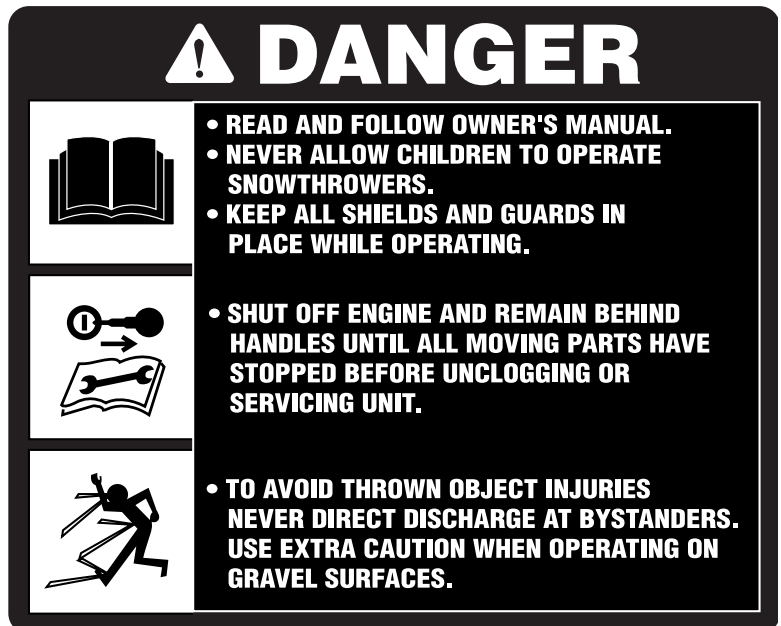 DANGER
• READ AND FOLLOW OWNER'S MANUAL.
• NEVER ALLOW CHILDREN TO OPERATE
SNOWTHROWERS.
• KEEP ALL SHIELDS AND GUARDS IN
PLACE WHILE OPERATING.
• SHUT OFF ENGINE AND REMAIN BEHIND
HANDLES UNTIL ALL MOVING PARTS HAVE
STOPPED BEFORE UNCLOGGING OR
SERVICING UNIT.
• TO AVOID THROWN OBJECT INJURIES
NEVER DIRECT DISCHARGE AT BYSTANDERS.
USE EXTRA CAUTION WHEN OPERATING ON
GRAVEL SURFACES.